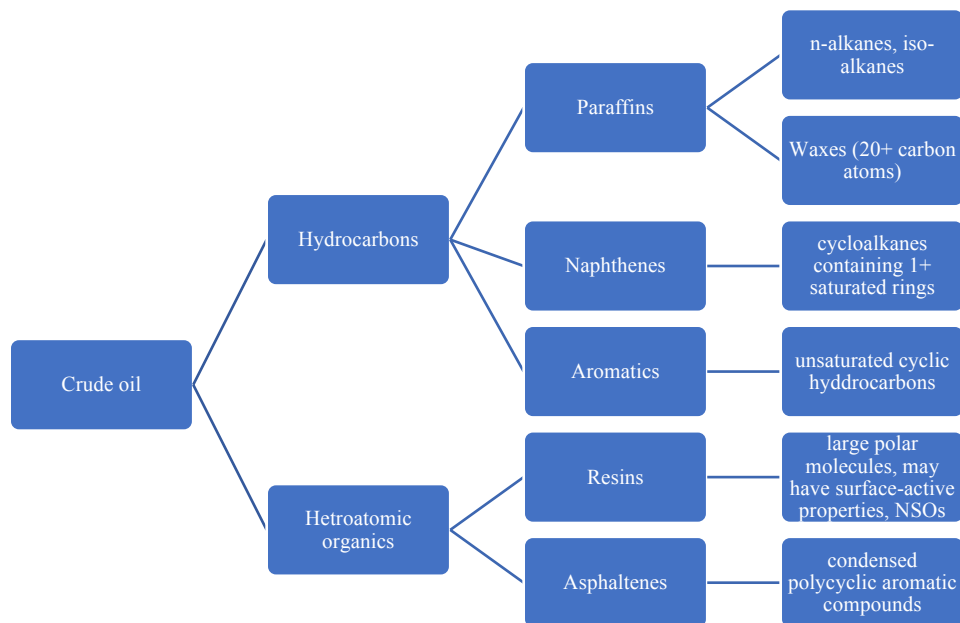 Crude oil
Hydrocarbons
Hetroatomic
organics
Paraffins
Naphthenes
Aromatics
Resins
Asphaltenes
n-alkanes, iso-
alkanes
Waxes (20+ carbon
atoms)
cycloalkanes
containing 1+
saturated rings
unsaturated cyclic
hyddrocarbons
large polar
molecules, may
have surface-active
properties, NSOs
condensed
polycyclic aromatic
compounds